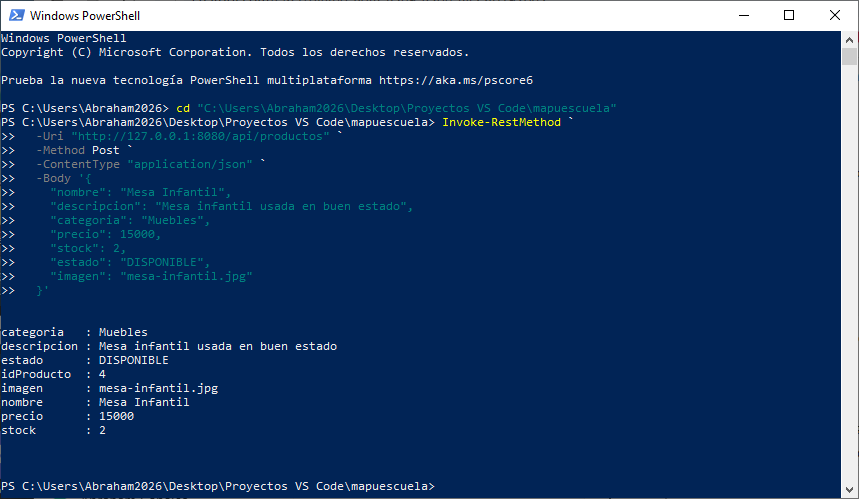 Windows PowerShell
Windows PowerShell
Copyright (C) Microsoft Corporation. Todos los derechos reservados.
Prueba la nueva tecnología PowerShell multiplataforma https://aka.ms/pscore6
PS C:\Users\Abraham2026> cd "C:\Users\Abraham2026\Desktop\Proyectos VS Code\mapuescuela"
PS C:\Users\Abraham2026\Desktop\Proyectos VS Code\mapuescuela> Invoke-RestMethod `
>>   -Uri "http://127.0.0.1:8080/api/productos" `
>>   -Method Post `
>>   -ContentType "application/json" `
>>   -Body '{
>>     "nombre": "Mesa Infantil",
>>     "descripcion": "Mesa infantil usada en buen estado",
>>     "categoria": "Muebles",
>>     "precio": 15000,
>>     "stock": 2,
>>     "estado": "DISPONIBLE",
>>     "imagen": "mesa-infantil.jpg"
>>   }'
categoria   : Muebles
descripcion : Mesa infantil usada en buen estado
estado      : DISPONIBLE
idProducto  : 4
imagen      : mesa-infantil.jpg
nombre      : Mesa Infantil
precio      : 15000
stock       : 2
PS C:\Users\Abraham2026\Desktop\Proyectos VS Code\mapuescuela>